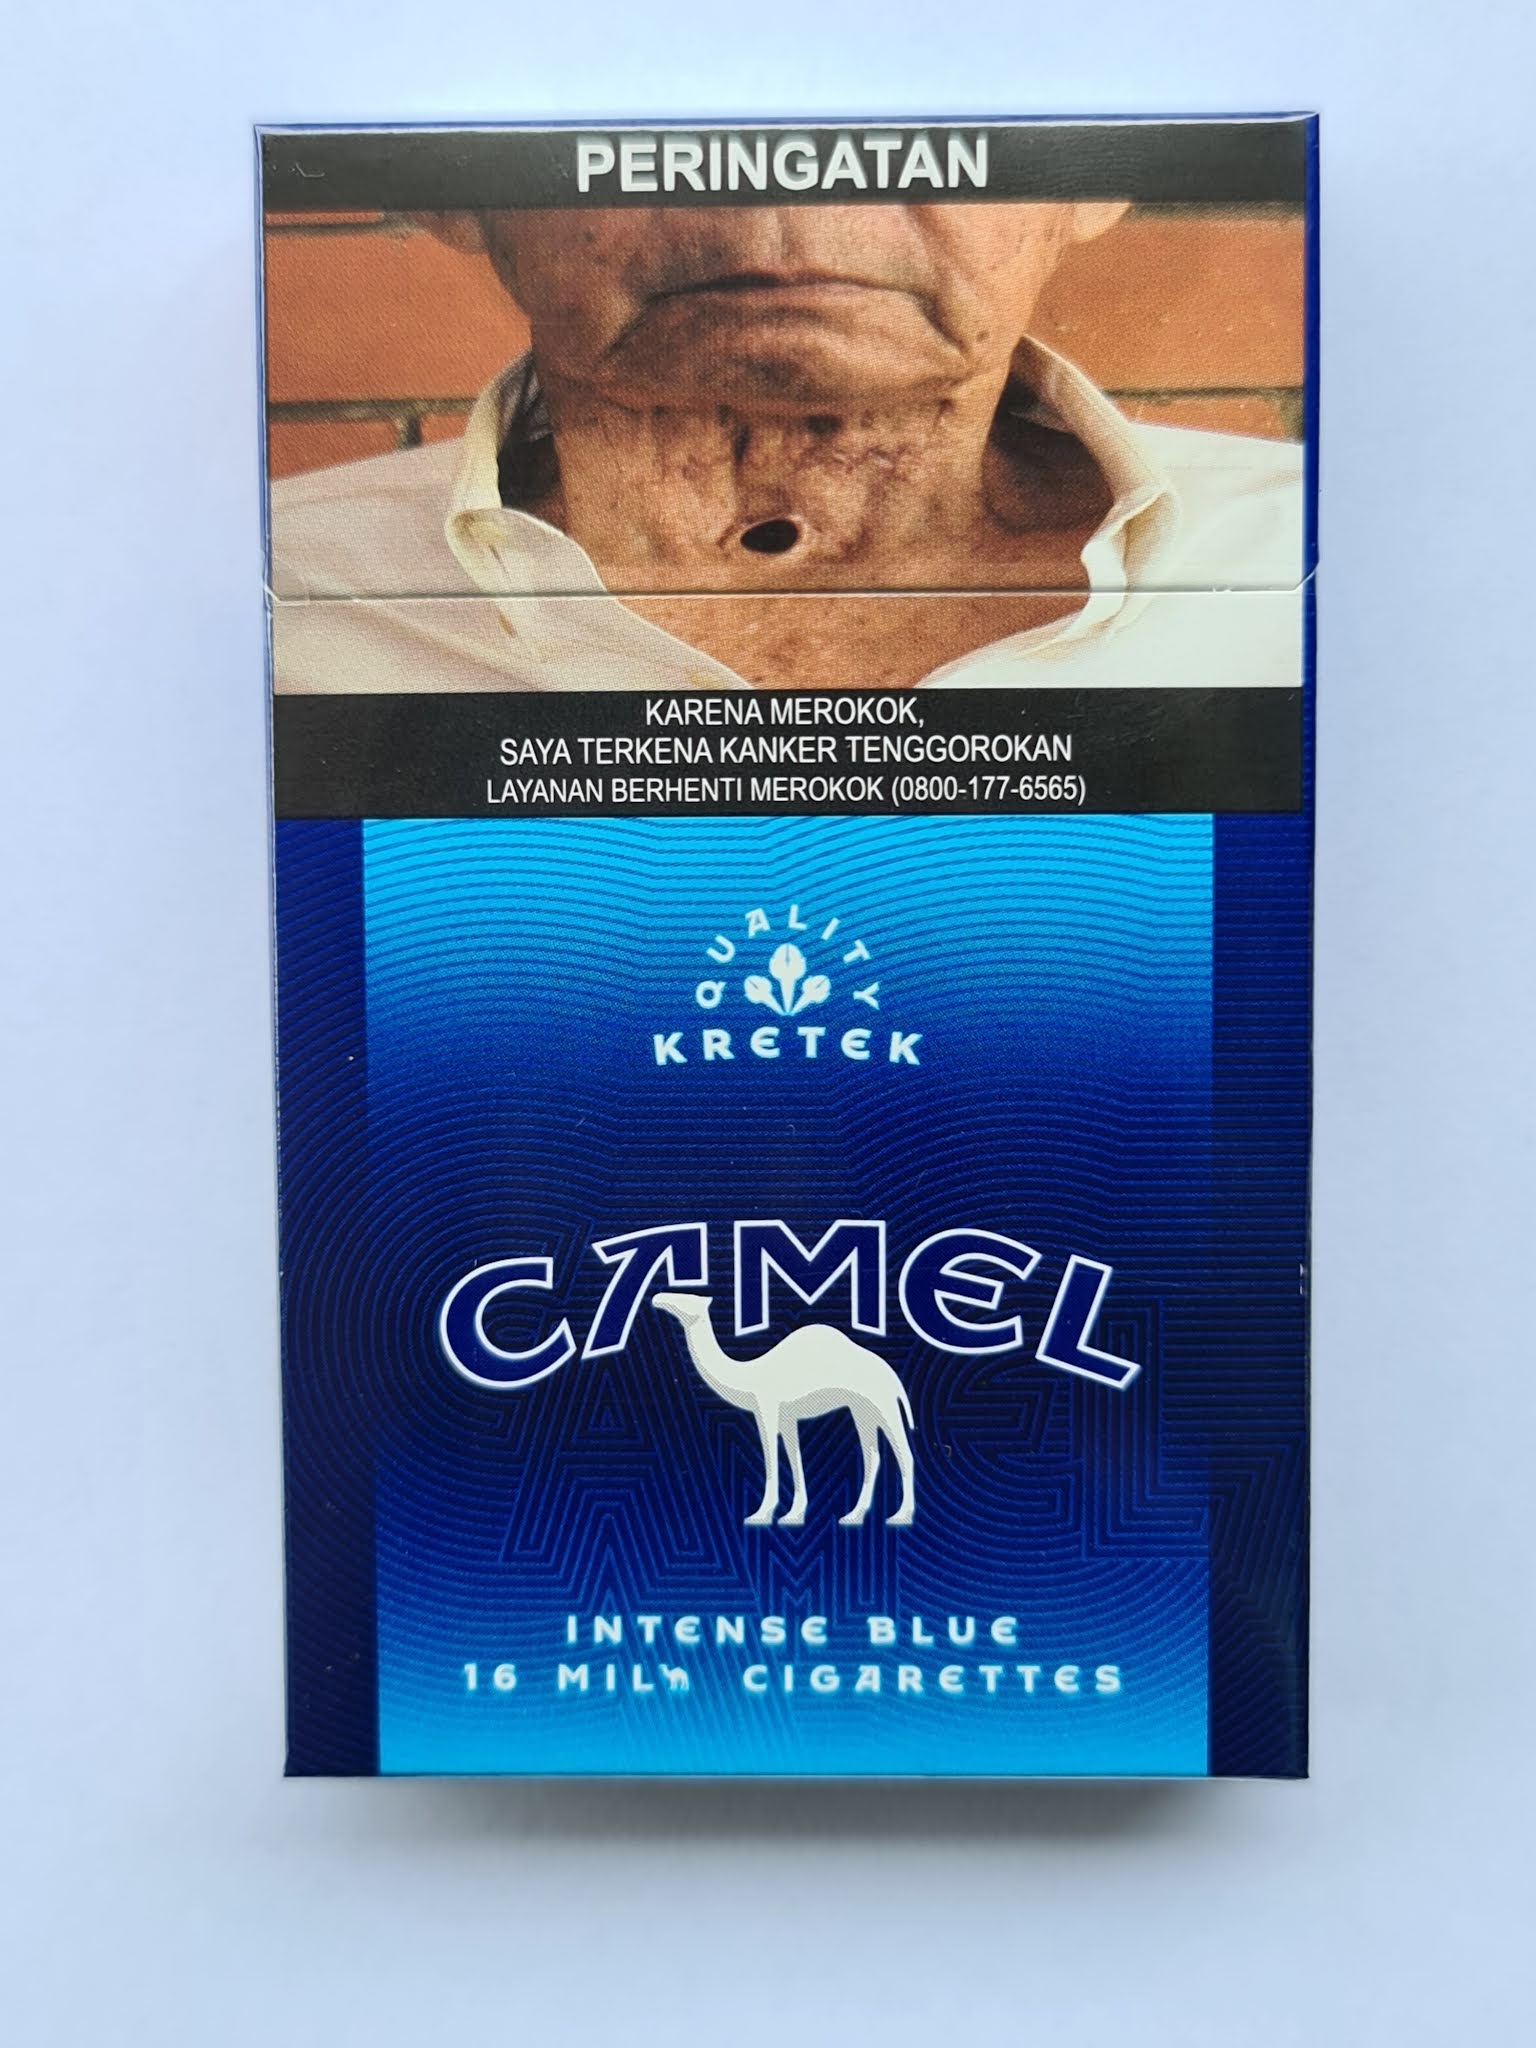 PERINGATAN
KARENA MEROKOK,
SAYA TERKENA KANKER TENGGOROKAN
LAYANAN BERHENTI MEROKOK (0800-177-6565)
QUALITY
KRETEK
CAMEL
INTENSE BLUE
16 MILD CIGARETTES